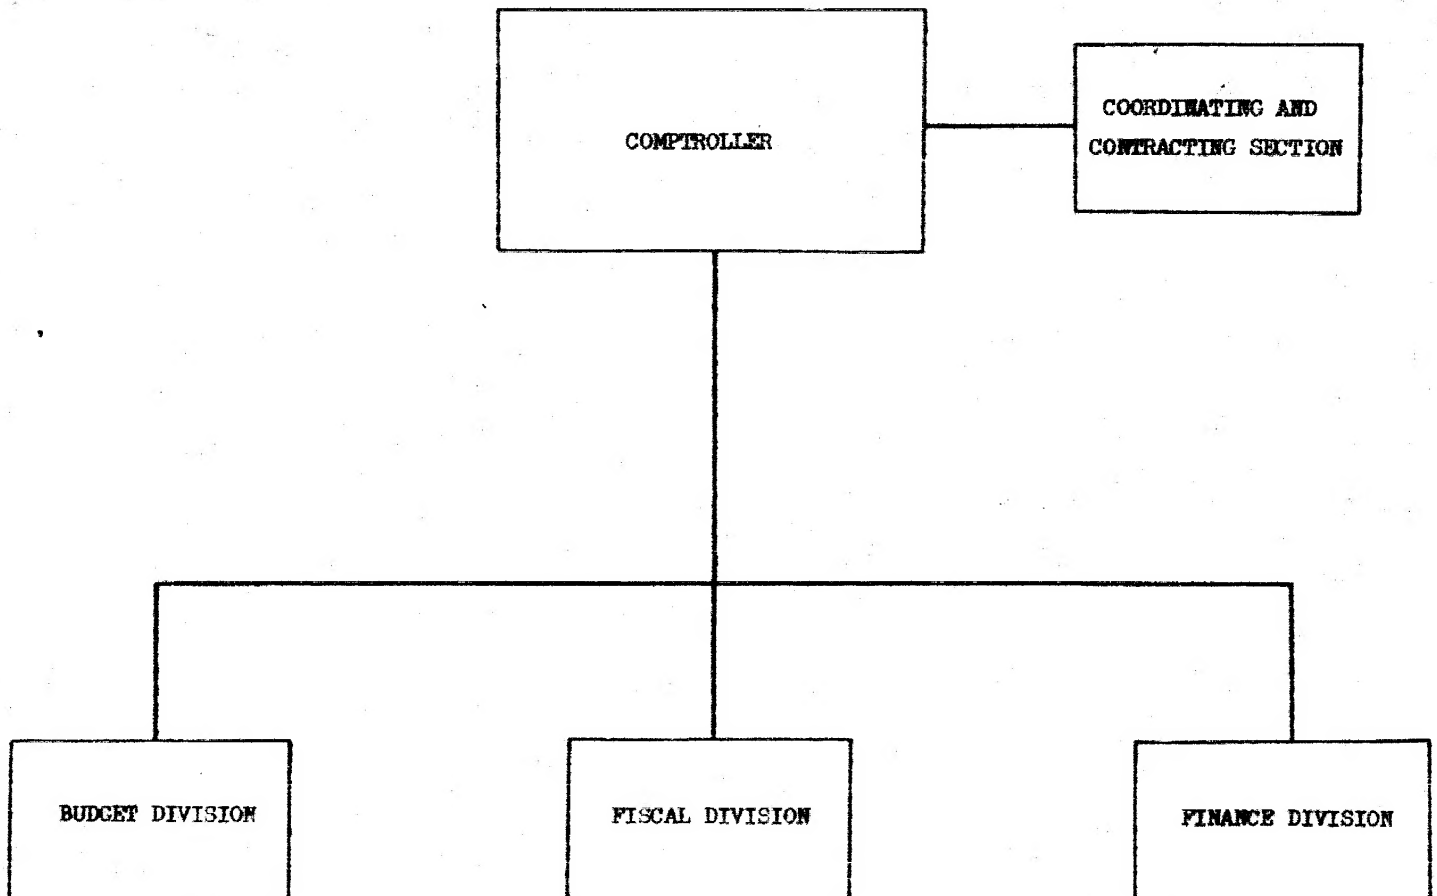 COMPTROLLER
COORDINATING AND
CONTRACTING SECTION
BUDGET DIVISION
FISCAL DIVISION
FINANCE DIVISION